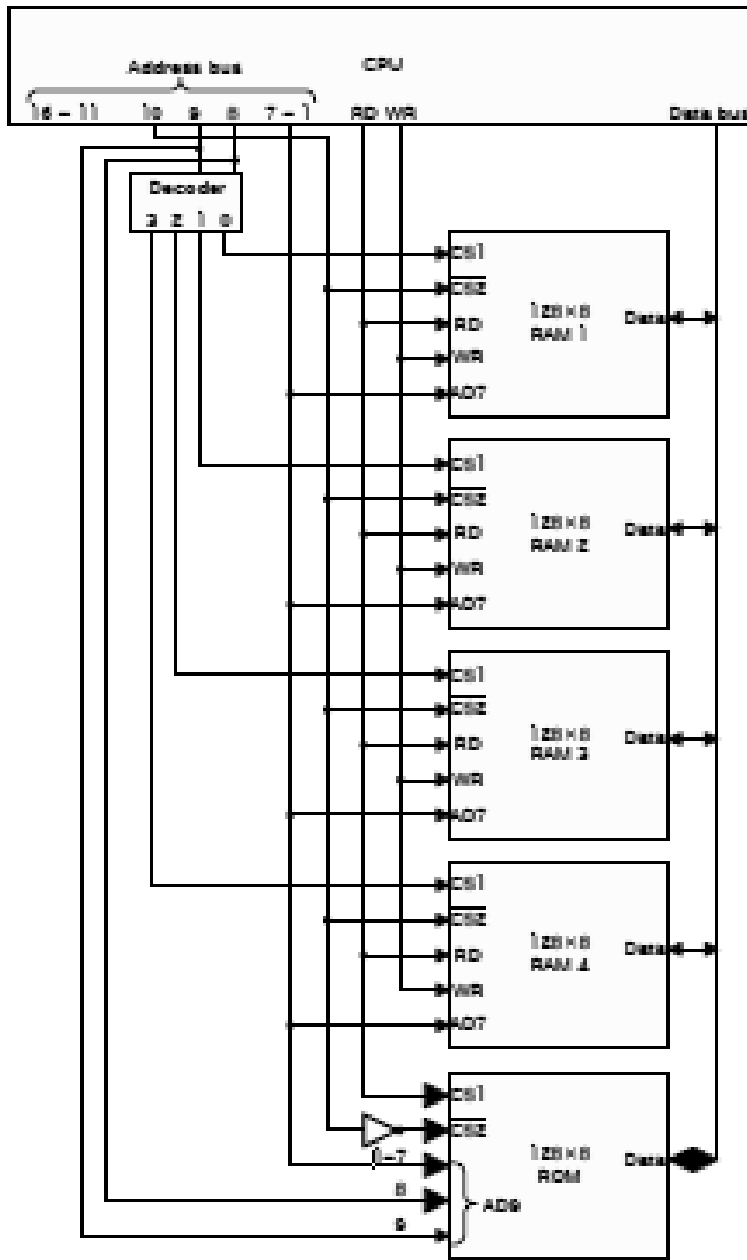 Address bus
CPU
16 – 11
10
9
8
7 – 1
RD WR
Data bus
Decoder
3 2 1 0
CS1
CS2
RD
WR
AD7
128×8
RAM 1
Data
CS1
CS2
RD
WR
AD7
128×8
RAM 2
Data
CS1
CS2
RD
WR
AD7
128×8
RAM 3
Data
CS1
CS2
RD
WR
AD7
128×8
RAM 4
Data
CS1
CS2
1–7
8
9
AD9
128×8
ROM
Data